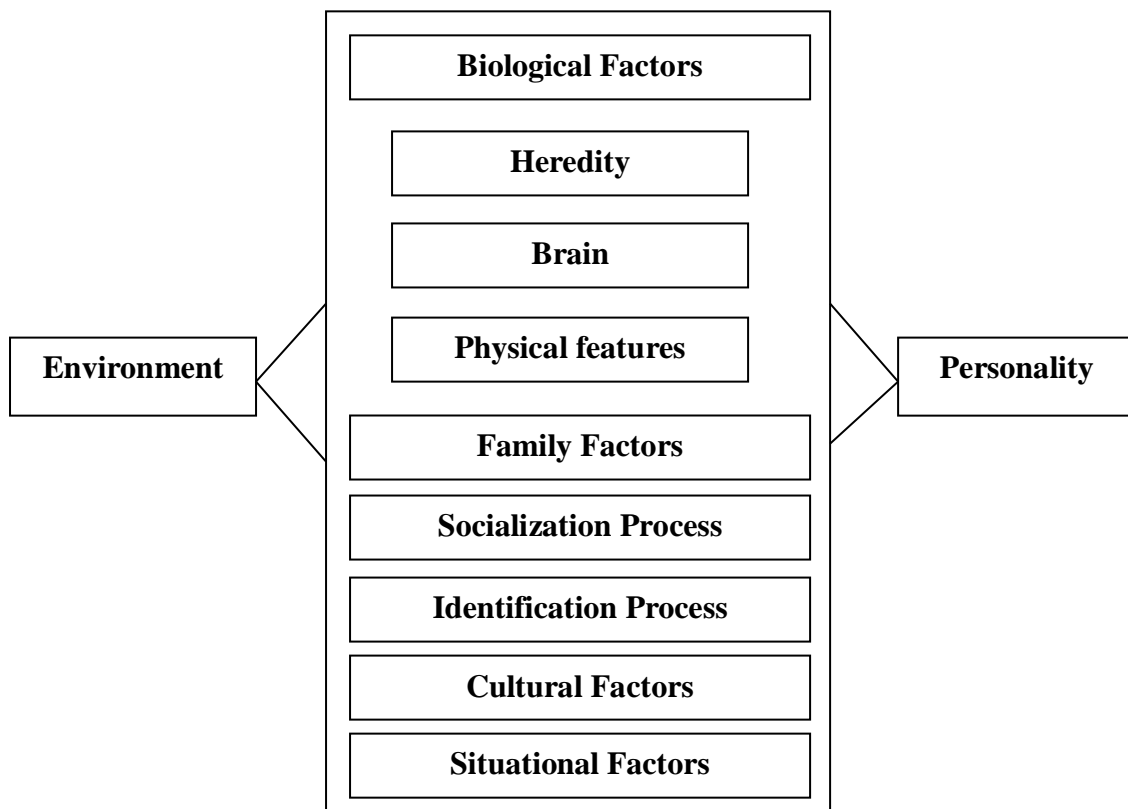 Biological Factors
Heredity
Brain
Physical features
Environment
Personality
Family Factors
Socialization Process
Identification Process
Cultural Factors
Situational Factors